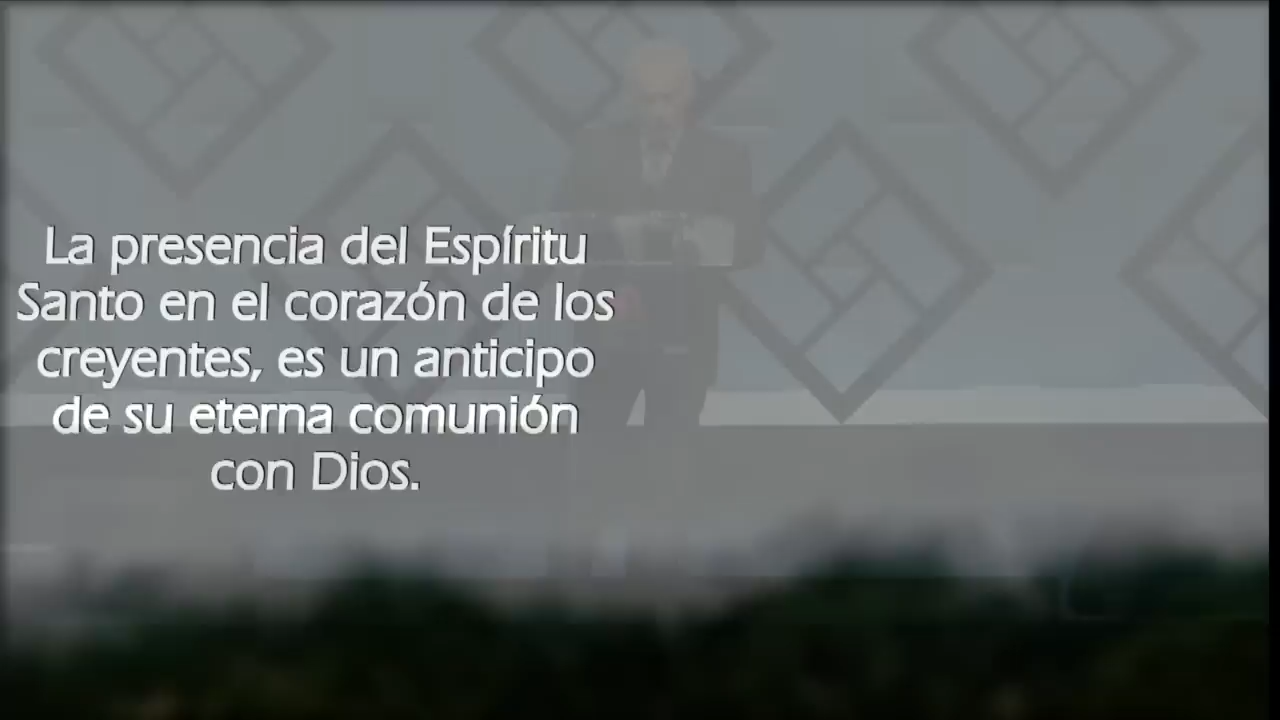 La presencia del Espíritu
Santo en el corazón de los
creyentes, es un anticipo
de su eterna comunión
con Dios.